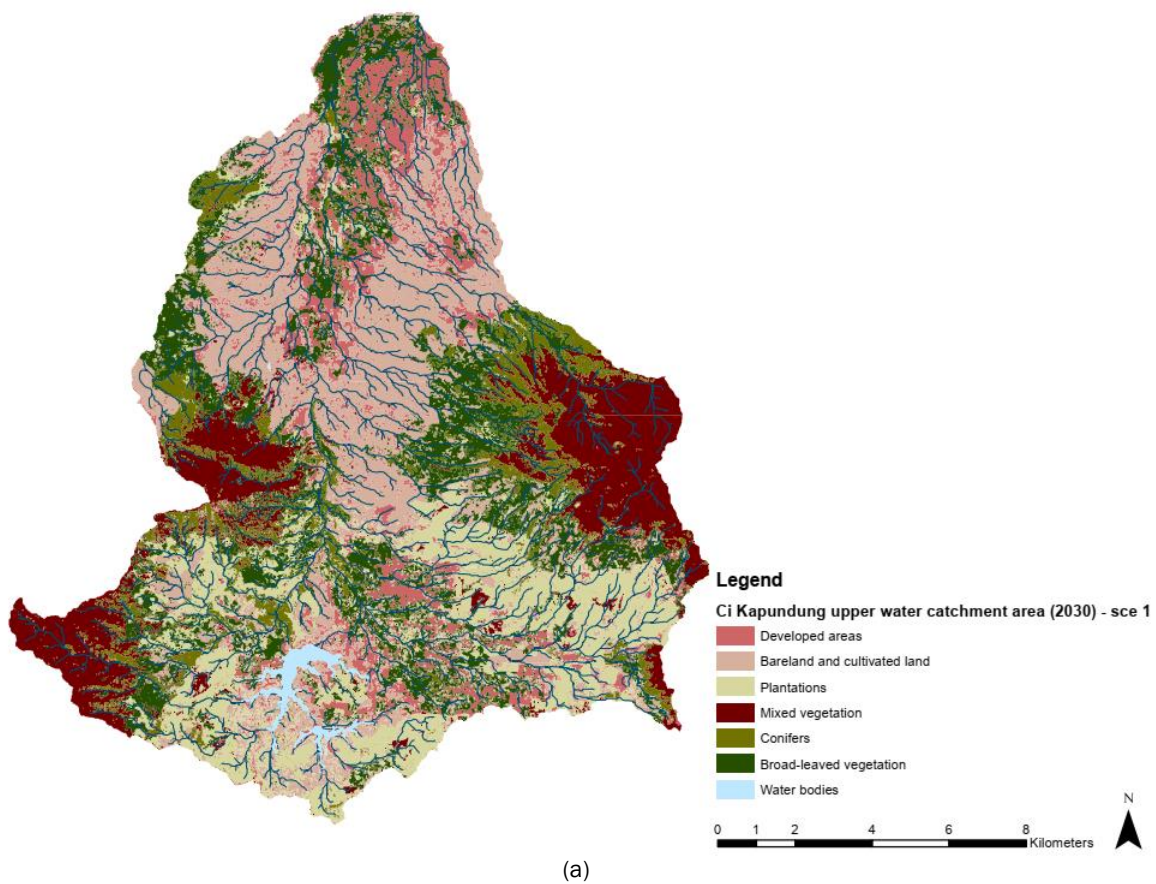 Legend
Ci Kapundung upper water catchment area (2030) - sce 1
Developed areas
Bareland and cultivated land
Plantations
Mixed vegetation
Conifers
Broad-leaved vegetation
Water bodies
N
0 1 2 4 6 8
Kilometers
(a)